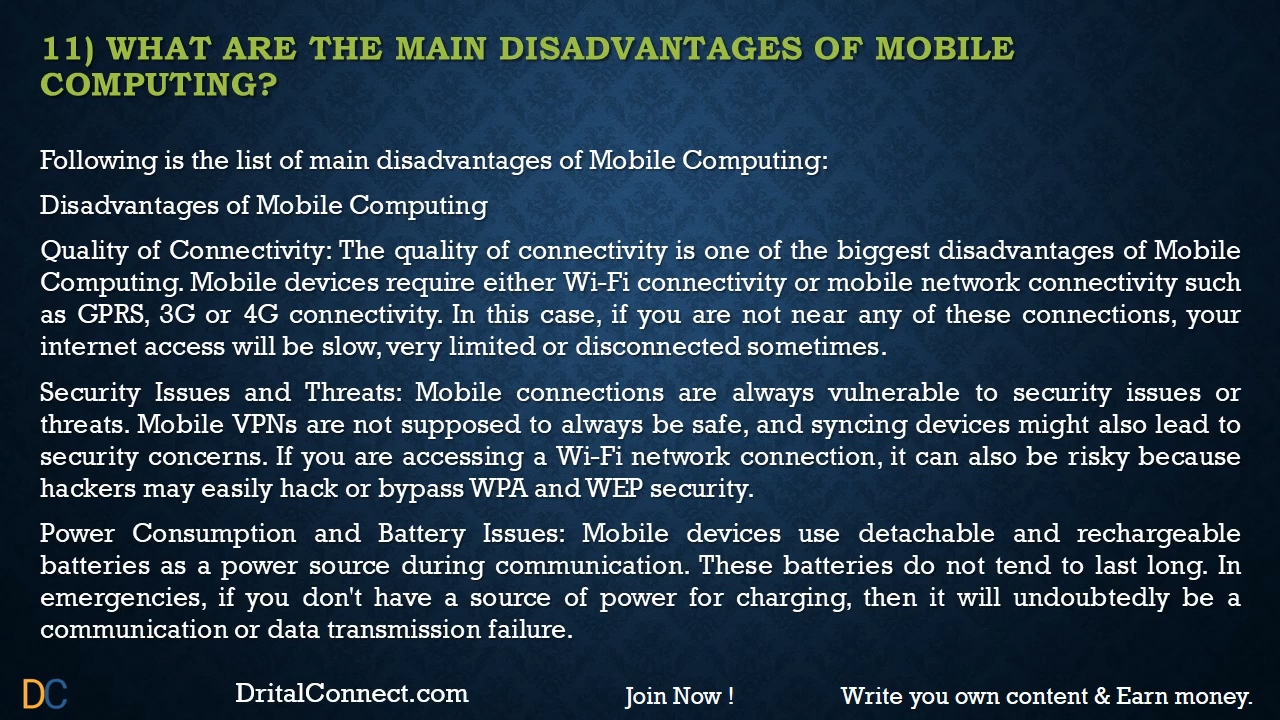 11) WHAT ARE THE MAIN DISADVANTAGES OF MOBILE
COMPUTING?
Following is the list of main disadvantages of Mobile Computing:
Disadvantages of Mobile Computing
Quality of Connectivity: The quality of connectivity is one of the biggest disadvantages of Mobile
Computing. Mobile devices require either Wi-Fi connectivity or mobile network connectivity such
as GPRS, 3G or 4G connectivity. In this case, if you are not near any of these connections, your
internet access will be slow, very limited or disconnected sometimes.
Security Issues and Threats: Mobile connections are always vulnerable to security issues or
threats. Mobile VPNs are not supposed to always be safe, and syncing devices might also lead to
security concerns. If you are accessing a Wi-Fi network connection, it can also be risky because
hackers may easily hack or bypass WPA and WEP security.
Power Consumption and Battery Issues: Mobile devices use detachable and rechargeable
batteries as a power source during communication. These batteries do not tend to last long. In
emergencies, if you don't have a source of power for charging, then it will undoubtedly be a
communication or data transmission failure.
DC DritalConnect.com Join Now ! Write you own content & Earn money.